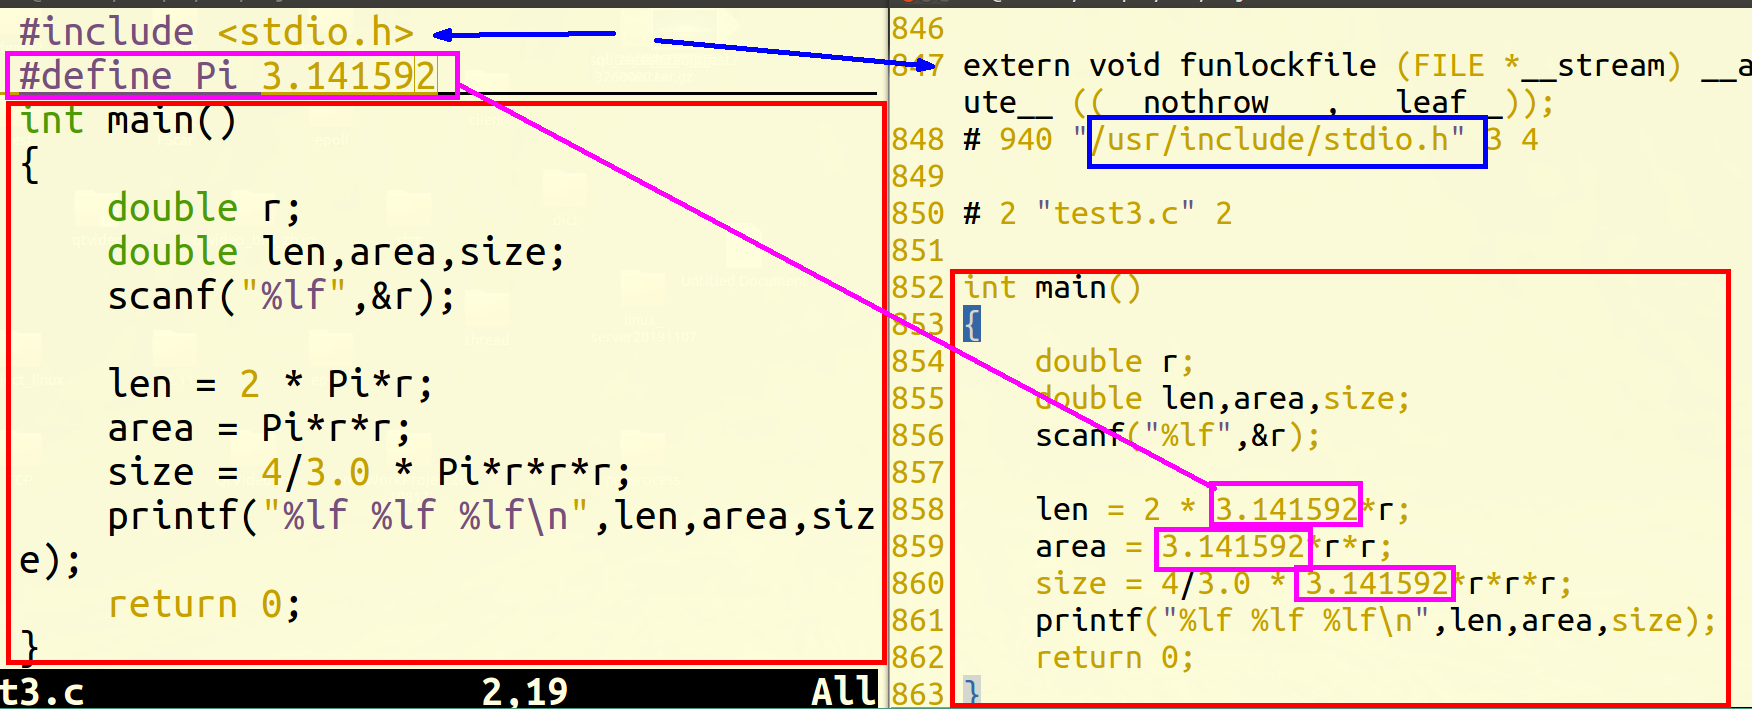 #include <stdio.h>
#define Pi 3.141592
int main()
{
double r;
double len,area,size;
scanf("%lf",&r);
len = 2 * Pi*r;
area = Pi*r*r;
size = 4/3.0 * Pi*r*r*r;
printf("%lf %lf %lf\n",len,area,siz
e);
return 0;
}
t3.c 2,19 All
846
847 extern void funlockfile (FILE *__stream) __a
ute__ ((__nothrow__ , __leaf__));
848 # 940 "/usr/include/stdio.h" 3 4
849
850 # 2 "test3.c" 2
851
852 int main()
853 {
854 double r;
855 double len,area,size;
856 scanf("%lf",&r);
857
858 len = 2 * 3.141592*r;
859 area = 3.141592*r*r;
860 size = 4/3.0 * 3.141592*r*r*r;
861 printf("%lf %lf %lf\n",len,area,size);
862 return 0;
863 }